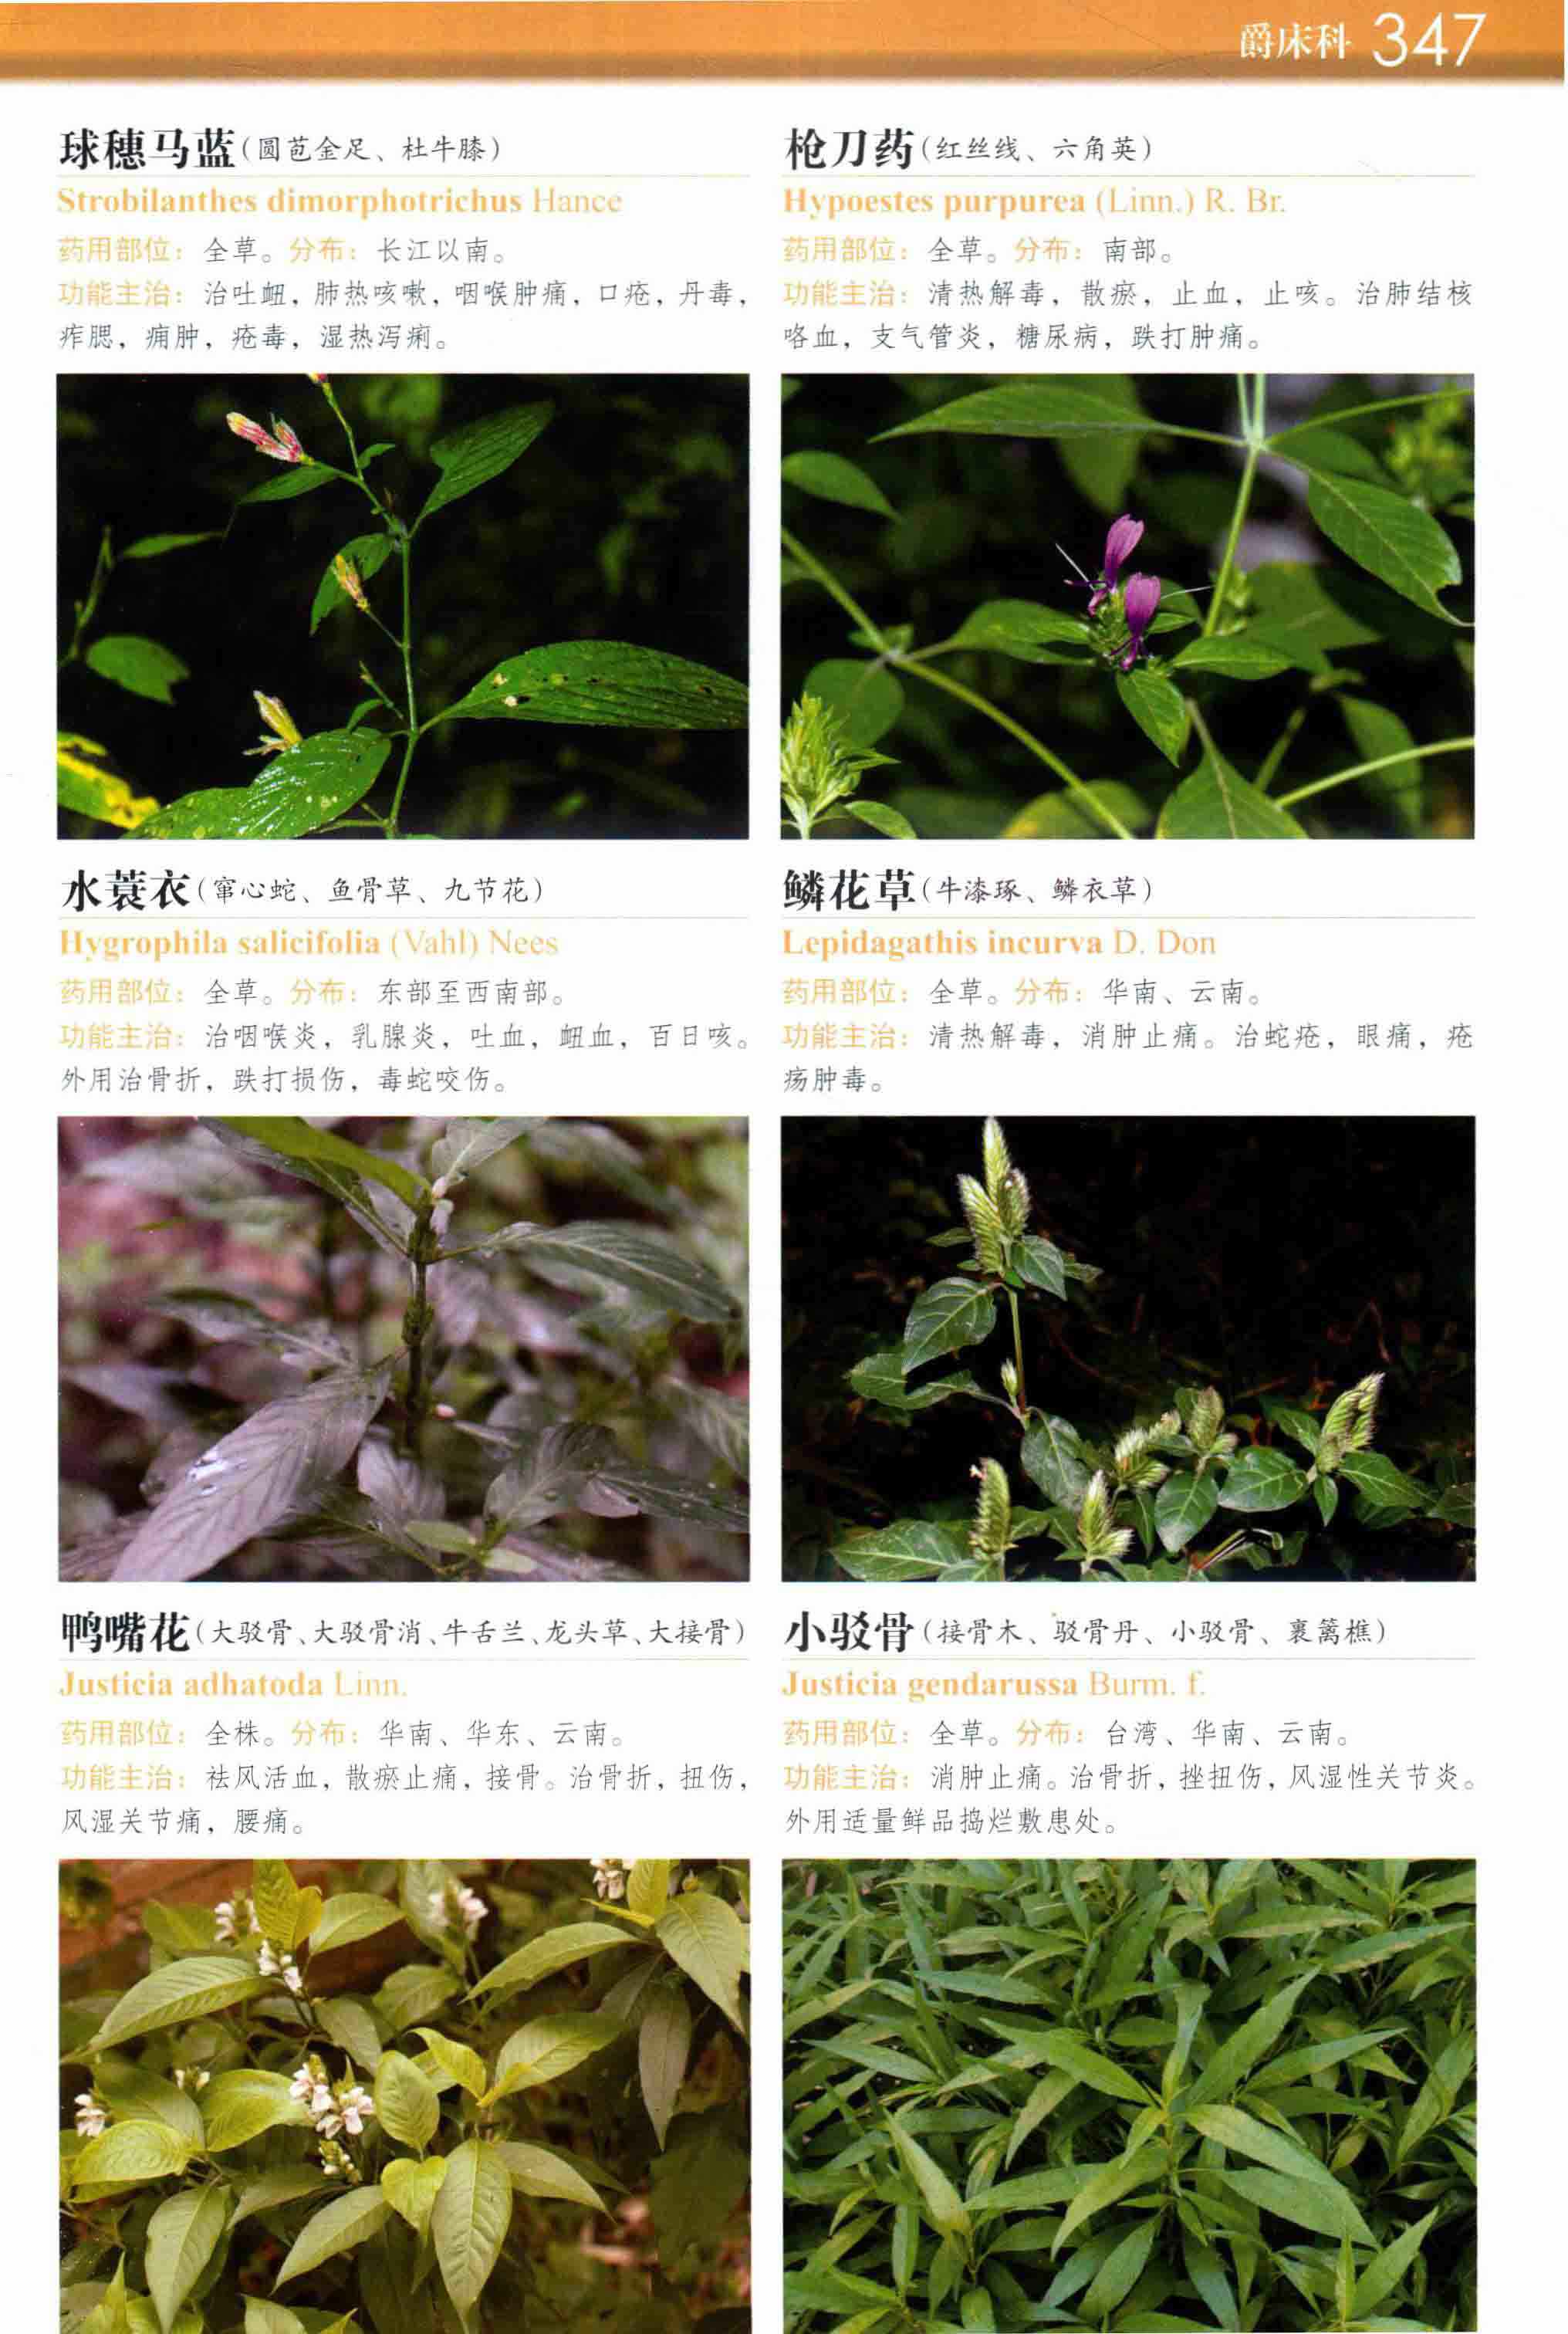 爵床科 347
球穗马蓝(圆苞金足、杜牛膝)
Strobilanthes dimorphotrichus Hance
药用部位：全草。分布：长江以南。
功能主治：治吐衄，肺热咳嗽，咽喉肿痛，口疮，丹毒，
痄腮，痈肿，疮毒，湿热泻痢。
枪刀药(红丝线、六角英)
Hypoestes purpurea (Linn.) R. Br.
药用部位：全草。分布：南部。
功能主治：清热解毒，散瘀，止血，止咳。治肺结核
咯血，支气管炎，糖尿病，跌打肿痛。
水蓑衣(窜心蛇、鱼骨草、九节花)
Hygrophila salicifolia (Vahl) Nees
药用部位：全草。分布：东部至西南部。
功能主治：治咽喉炎，乳腺炎，吐血，衄血，百日咳。
外用治骨折，跌打损伤，毒蛇咬伤。
鳞花草(牛漆琢、鳞衣草)
Lepidagathis incurva D. Don
药用部位：全草。分布：华南、云南。
功能主治：清热解毒，消肿止痛。治蛇疮，眼痛，疮
疡肿毒。
鸭嘴花(大驳骨、大驳骨消、牛舌兰、龙头草、大接骨)
Justicia adhatoda Linn.
药用部位：全株。分布：华南、华东、云南。
功能主治：祛风活血，散瘀止痛，接骨。治骨折，扭伤，
风湿关节痛，腰痛。
小驳骨(接骨木、驳骨丹、小驳骨、裹篱樵)
Justicia gendarussa Burm. f.
药用部位：全草。分布：台湾、华南、云南。
功能主治：消肿止痛。治骨折，挫扭伤，风湿性关节炎。
外用适量鲜品捣烂敷患处。